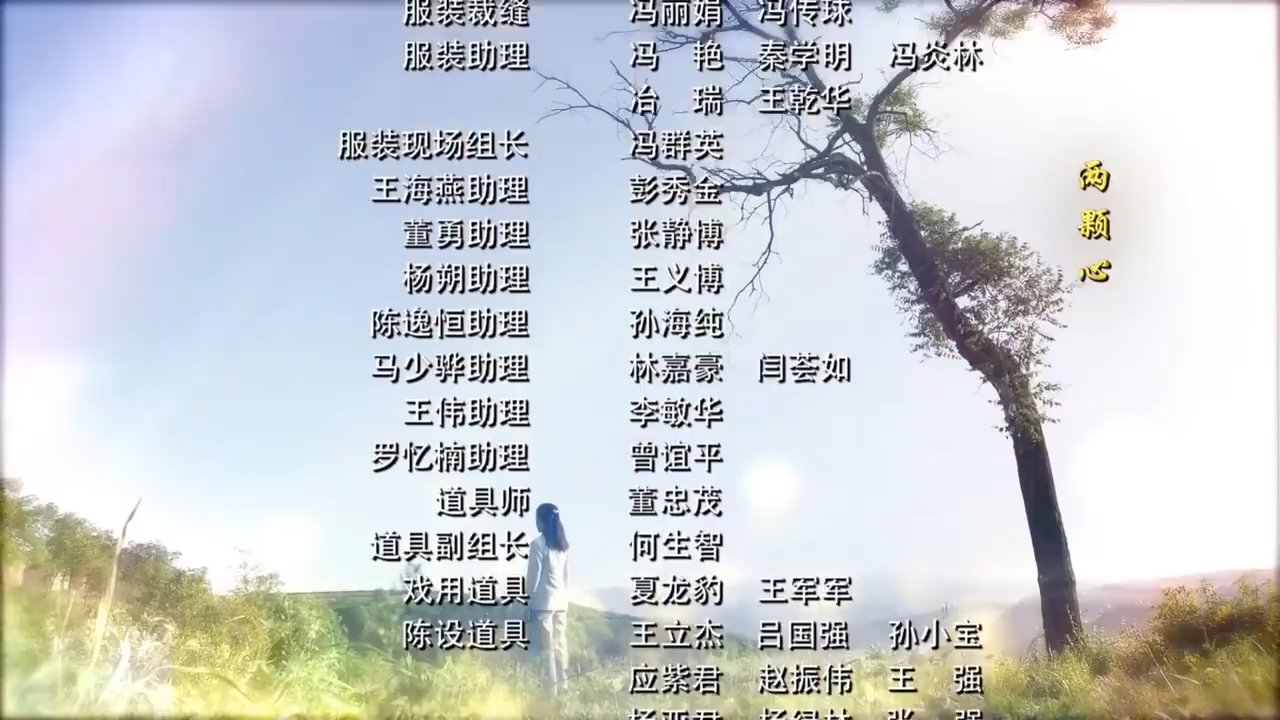 服装裁缝 冯丽娟 冯传球
服装助理 冯 艳 秦学明 冯炎林
冶 瑞 王乾华
服装现场组长 冯群英
王海燕助理 彭秀金
董勇助理 张静博
杨朔助理 王义博
陈逸恒助理 孙海纯
马少骅助理 林嘉豪 闫荟如
王伟助理 李敏华
罗忆楠助理 曾谊平
道具师 董忠茂
道具副组长 何生智
戏用道具 夏龙豹 王军军
陈设道具 王立杰 吕国强 孙小宝
应紫君 赵振伟 王 强
两颗心